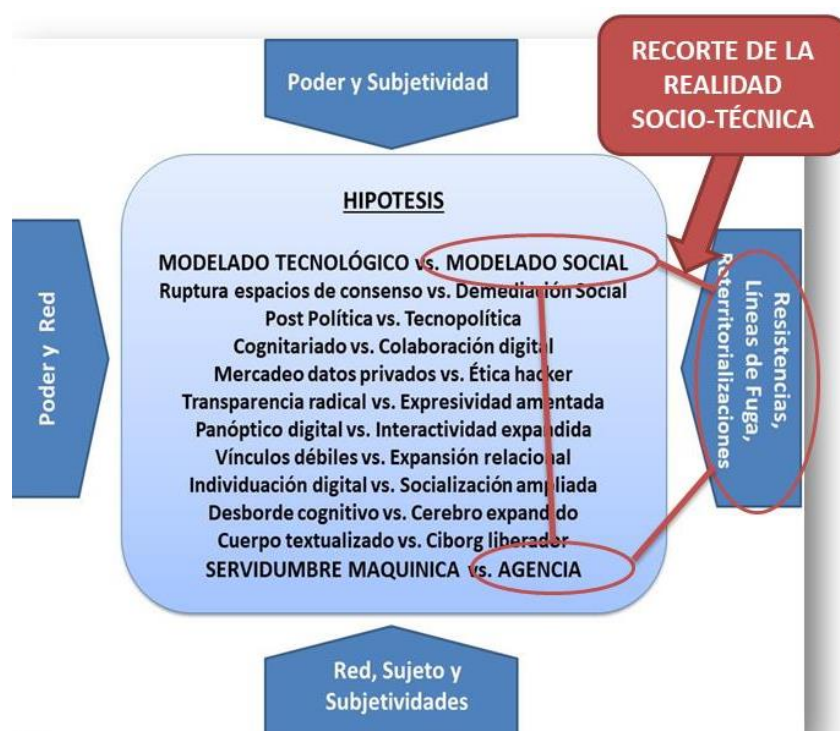 Poder y Subjetividad
RECORTE DE LA
REALIDAD
SOCIO-TÉCNICA
HIPOTESIS
MODELADO TECNOLÓGICO vs. MODELADO SOCIAL
Ruptura espacios de consenso vs. Demediación Social
Post Política vs. Tecnopolítica
Cognitariado vs. Colaboración digital
Mercadeo datos privados vs. Ética hacker
Transparencia radical vs. Expresividad amentada
Panóptico digital vs. Interactividad expandida
Vínculos débiles vs. Expansión relacional
Individuación digital vs. Socialización ampliada
Desborde cognitivo vs. Cerebro expandido
Cuerpo textualizado vs. Ciborg liberador
SERVIDUMBRE MAQUINICA vs. AGENCIA
Poder y Red
Resistencias,
Líneas de Fuga,
Reterritorializaciones
Red, Sujeto y
Subjetividades